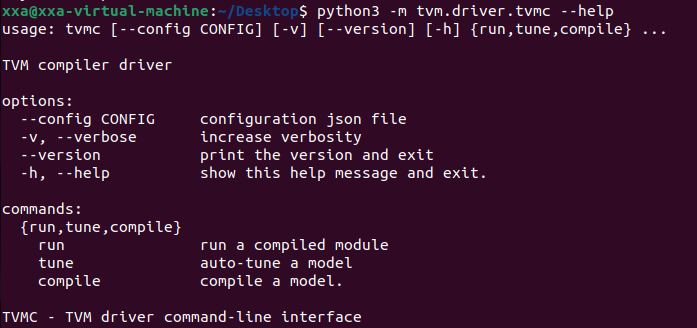 xxa@xxa-virtual-machine:~/Desktop$ python3 -m tvm.driver.tvmc --help
usage: tvmc [--config CONFIG] [-v] [--version] [-h] {run,tune,compile} ...
TVM compiler driver
options:
--config CONFIG configuration json file
-v, --verbose increase verbosity
--version print the version and exit
-h, --help show this help message and exit.
commands:
{run,tune,compile}
run run a compiled module
tune auto-tune a model
compile compile a model.
TVMC - TVM driver command-line interface